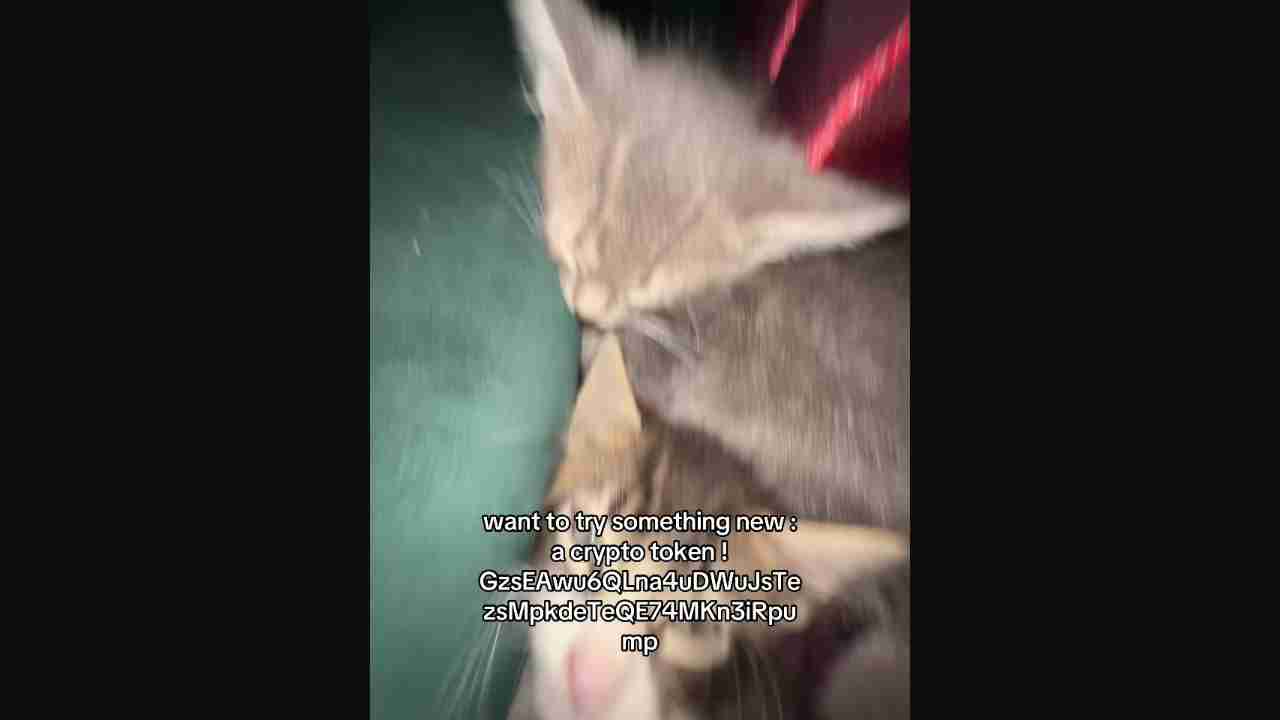 want to try something new :
a crypto token !
GzsEAwu6QLna4uDWuJsTe
zsMpkdeTeQE74MKn3iRpu
mp